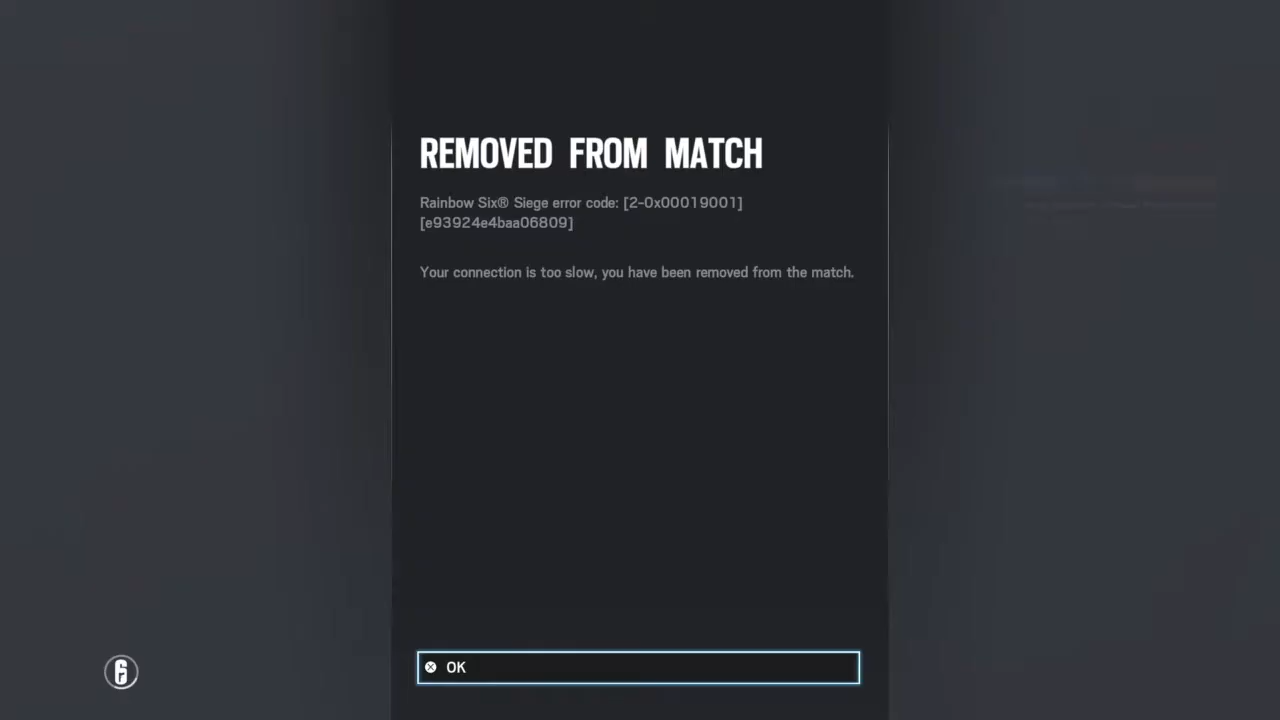 REMOVED FROM MATCH
Rainbow Six® Siege error code: [2-0x00019001]
[e93924e4baa06809]
Your connection is too slow, you have been removed from the match.
OK
6